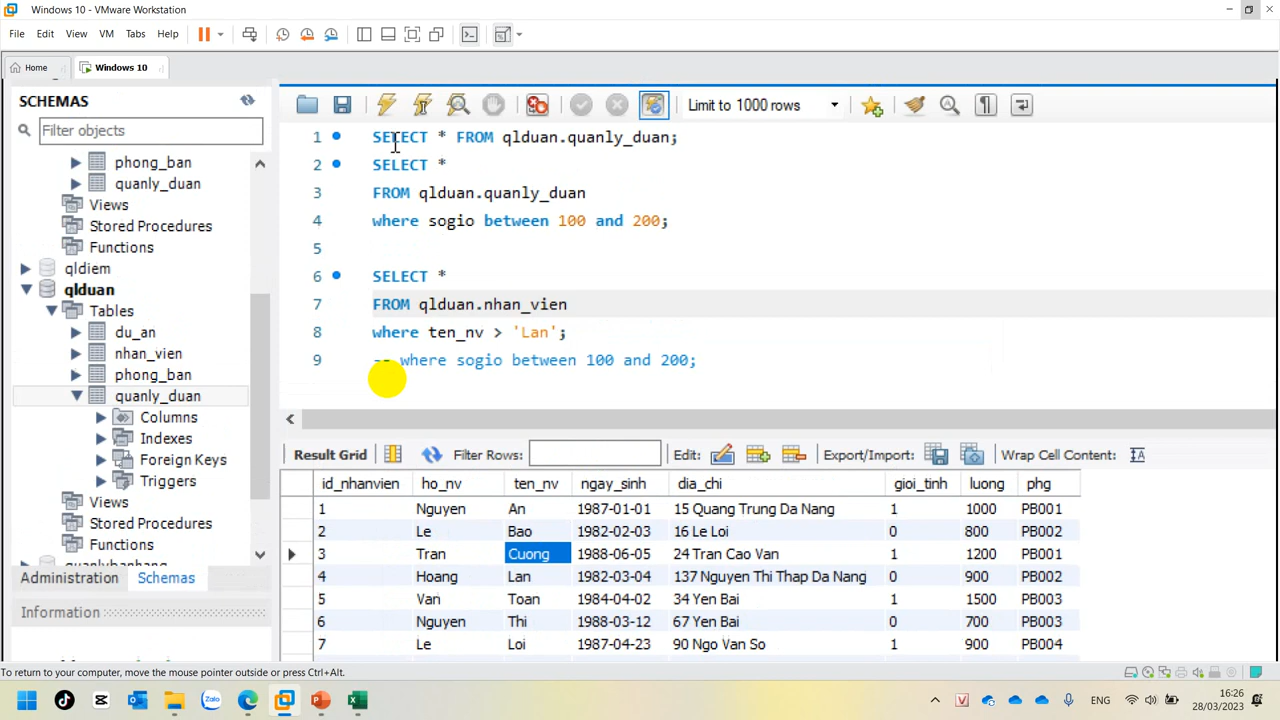 Windows 10 - VMware Workstation
File Edit View VM Tabs Help
Home Windows 10
SCHEMAS
Filter objects
phong_ban
quanly_duan
Views
Stored Procedures
Functions
qldiem
qlduan
Tables
du_an
nhan_vien
phong_ban
quanly_duan
Columns
Indexes
Foreign Keys
Triggers
Views
Stored Procedures
Functions
Administration Schemas
Information
Limit to 1000 rows
1 SELECT * FROM qlduan.quanly_duan;
2 SELECT *
3 FROM qlduan.quanly_duan
4 where sogio between 100 and 200;
5
6 SELECT *
7 FROM qlduan.nhan_vien
8 where ten_nv > 'Lan';
9 -- where sogio between 100 and 200;
Result Grid Filter Rows: Edit: Export/Import: Wrap Cell Content:
id_nhanvien ho_nv ten_nv ngay_sinh dia_chi gioi_tinh luong phg
1 Nguyen An 1987-01-01 15 Quang Trung Da Nang 1 1000 PB001
2 Le Bao 1982-02-03 16 Le Loi 0 800 PB002
3 Tran Cuong 1988-06-05 24 Tran Cao Van 1 1200 PB001
4 Hoang Lan 1982-03-04 137 Nguyen Thi Thap Da Nang 0 900 PB002
5 Van Toan 1984-04-02 34 Yen Bai 1 1500 PB003
6 Nguyen Thi 1988-03-12 67 Yen Bai 0 700 PB003
7 Le Loi 1987-04-23 90 Ngo Van So 1 900 PB004
To return to your computer, move the mouse pointer outside or press Ctrl+Alt.
Zalo
ENG
16:26
28/03/2023